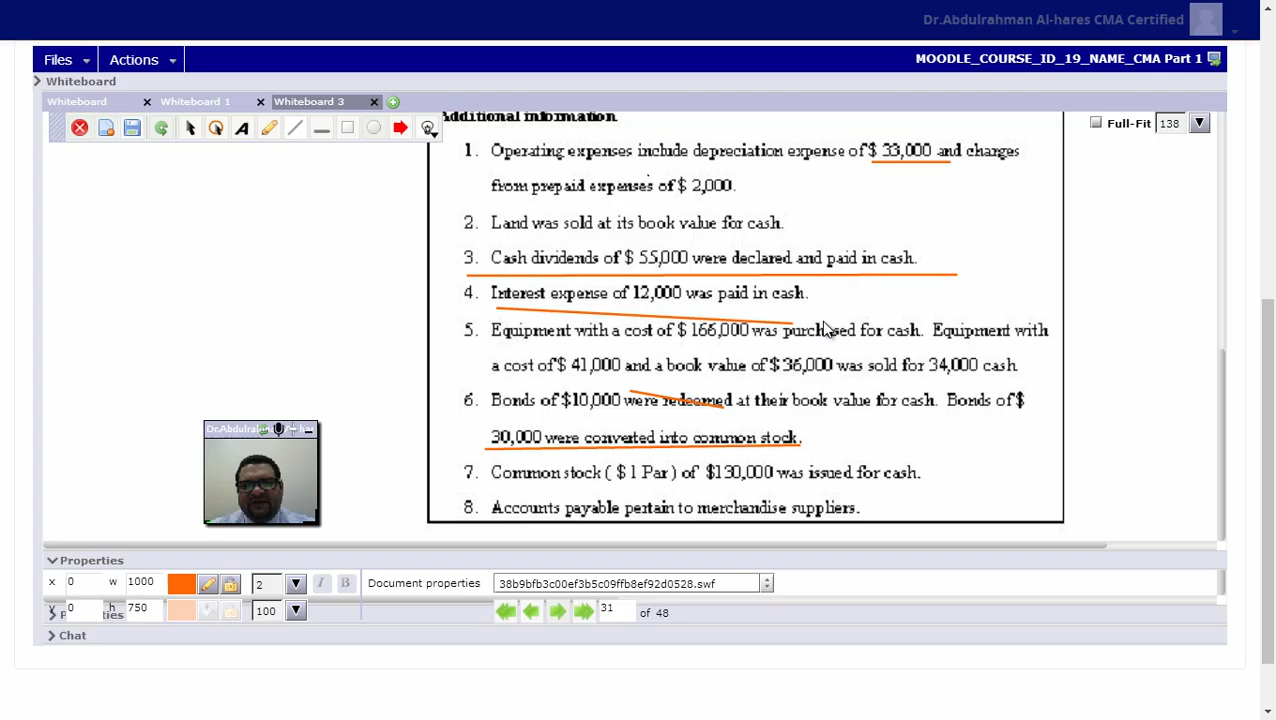 Dr.Abdulrahman Al-hares CMA Certified
Files Actions MOODLE_COURSE_ID_19_NAME_CMA Part 1
Whiteboard
Whiteboard Whiteboard 1 Whiteboard 3
Additional information
Full-Fit 138
1. Operating expenses include depreciation expense of $ 33,000 and charges
from prepaid expenses of $ 2,000.
2. Land was sold at its book value for cash.
3. Cash dividends of $ 55,000 were declared and paid in cash.
4. Interest expense of 12,000 was paid in cash.
5. Equipment with a cost of $ 166,000 was purchased for cash. Equipment with
a cost of $ 41,000 and a book value of $ 36,000 was sold for 34,000 cash
6. Bonds of $10,000 were redeemed at their book value for cash. Bonds of $
30,000 were converted into common stock.
7. Common stock ( $ 1 Par ) of $130,000 was issued for cash.
8. Accounts payable pertain to merchandise suppliers.
Properties
x 0 w 1000 2 I B Document properties 38b9bfb3c00ef3b5c09ffb8ef92d0528.swf
0 h 750 100 31 of 48
Chat